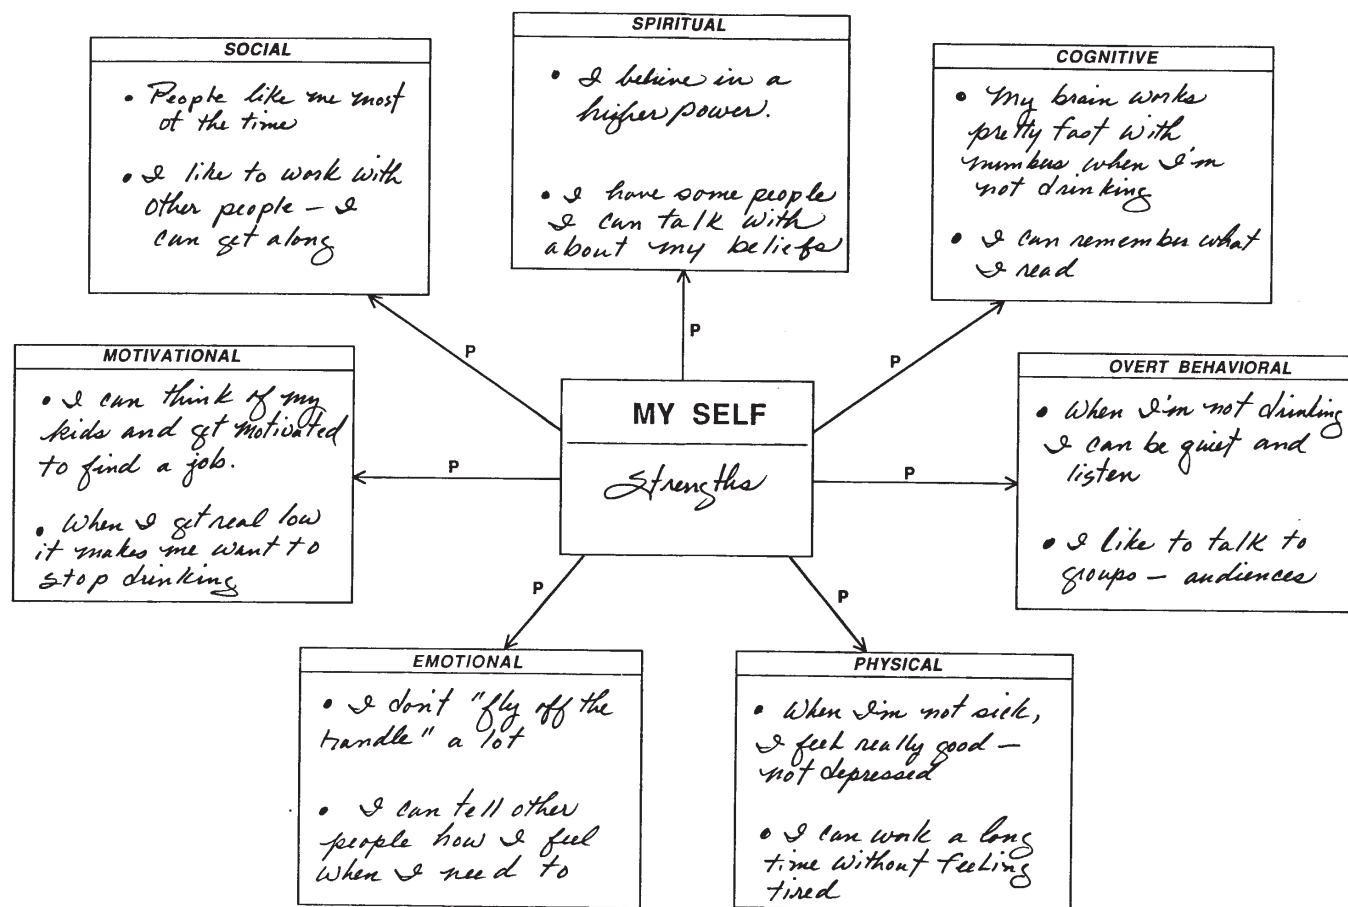 SOCIAL
• People like me most
of the time
• I like to work with
other people – I
can get along
SPIRITUAL
• I believe in a
higher power.
• I have some people
I can talk with
about my beliefs
COGNITIVE
• My brain works
pretty fast with
numbers when I'm
not drinking
• I can remember what
I read
P
P
P
MOTIVATIONAL
• I can think of my
kids and get motivated
to find a job.
• When I get real low
it makes me want to
stop drinking
P
MY SELF
Strengths
P
OVERT BEHAVIORAL
• When I'm not drinking
I can be quiet and
listen
• I like to talk to
groups – audiences
P
P
EMOTIONAL
• I don't "fly off the
handle" a lot
• I can tell other
people how I feel
when I need to
PHYSICAL
• When I'm not sick,
I feel really good –
not depressed
• I can work a long
time without feeling
tired